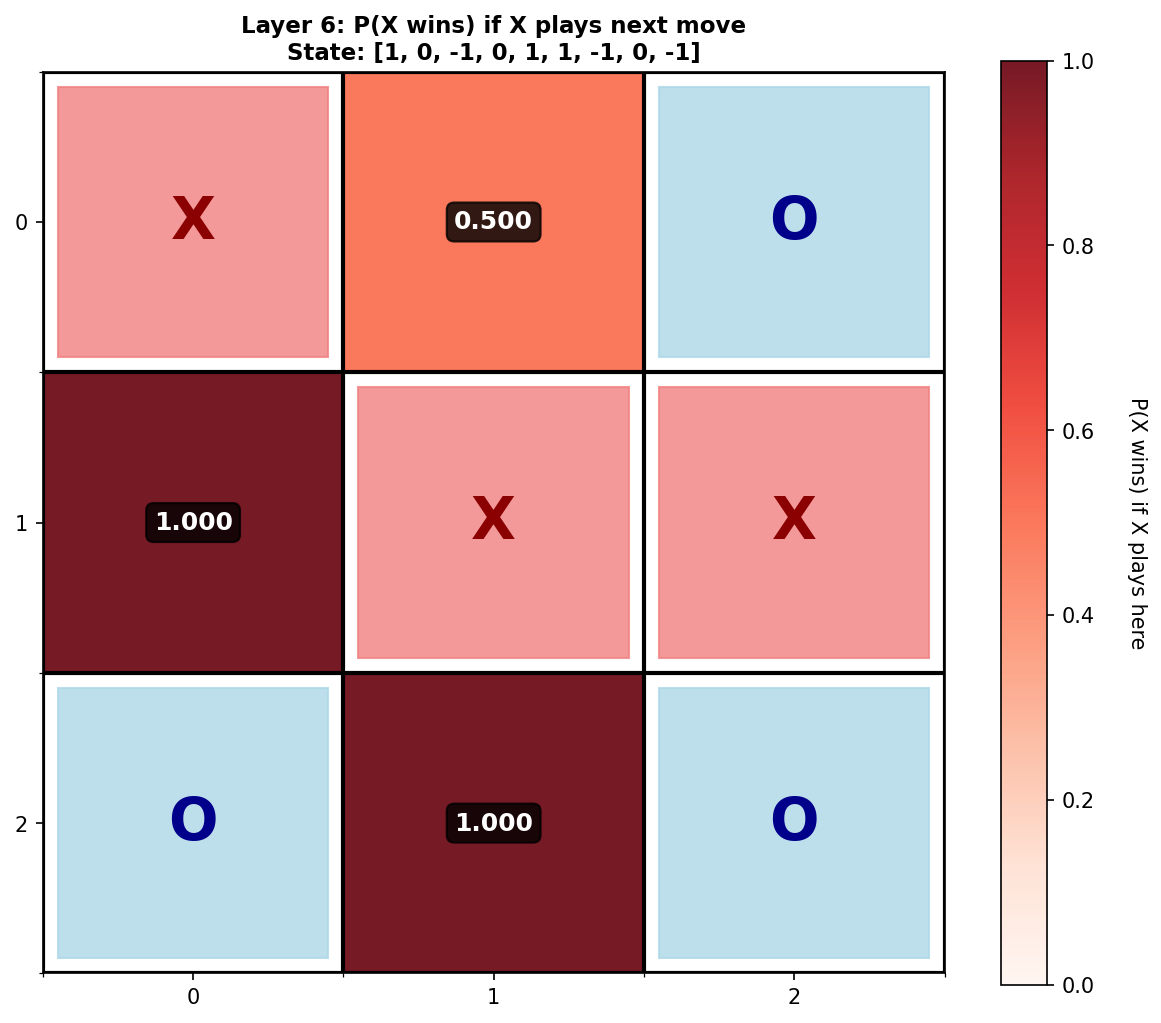 Layer 6: P(X wins) if X plays next move
State: [1, 0, -1, 0, 1, 1, -1, 0, -1]
X
0.500
O
1.000
X
X
O
1.000
O
0
1
2
0
1
2
1.0
0.8
0.6
0.4
0.2
0.0
P(X wins) if X plays here